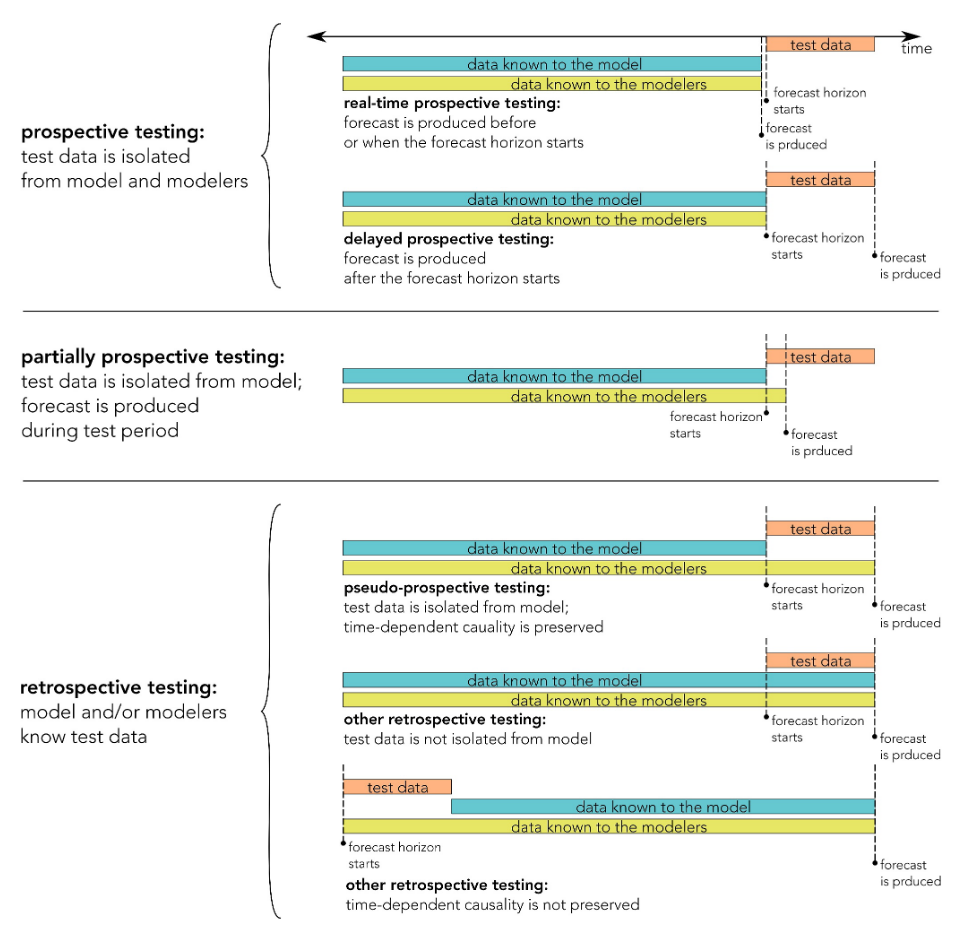 test data
time
data known to the model
data known to the modelers
real-time prospective testing:
forecast is produced before
or when the forecast horizon starts
forecast horizon
starts
forecast
is prduced
prospective testing:
test data is isolated
from model and modelers
test data
data known to the model
data known to the modelers
delayed prospective testing:
forecast is produced
after the forecast horizon starts
forecast horizon
starts
forecast
is prduced
partially prospective testing:
test data is isolated from model;
forecast is produced
during test period
test data
data known to the model
data known to the modelers
forecast horizon
starts
forecast
is prduced
test data
data known to the model
data known to the modelers
pseudo-prospective testing:
test data is isolated from model;
time-dependent cauality is preserved
forecast horizon
starts
forecast
is prduced
retrospective testing:
model and/or modelers
know test data
test data
data known to the model
data known to the modelers
other retrospective testing:
test data is not isolated from model
forecast horizon
starts
forecast
is prduced
test data
data known to the model
data known to the modelers
forecast horizon
starts
forecast
is prduced
other retrospective testing:
time-dependent causality is not preserved